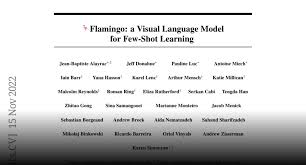 Flamingo: a Visual Language Model
for Few-Shot Learning
Jean-Baptiste Alayrac Jeff Donahue Pauline Luc Antoine Miech
Iain Barr Yana Hasson Karel Lenc Arthur Mensch Katie Millican
Malcolm Reynolds Roman Ring Eliza Rutherford Serkan Cabi Tengda Han
Zhitao Gong Sina Samangooei Marianne Monteiro Jacob Menick
Sebastian Borgeaud Andrew Brock Aida Nematzadeh Sahand Sharifzadeh
Mikolaj Binkowski Ricardo Barreira Oriol Vinyals Andrew Zisserman
Karen Simonyan
cs.CV] 15 Nov 2022